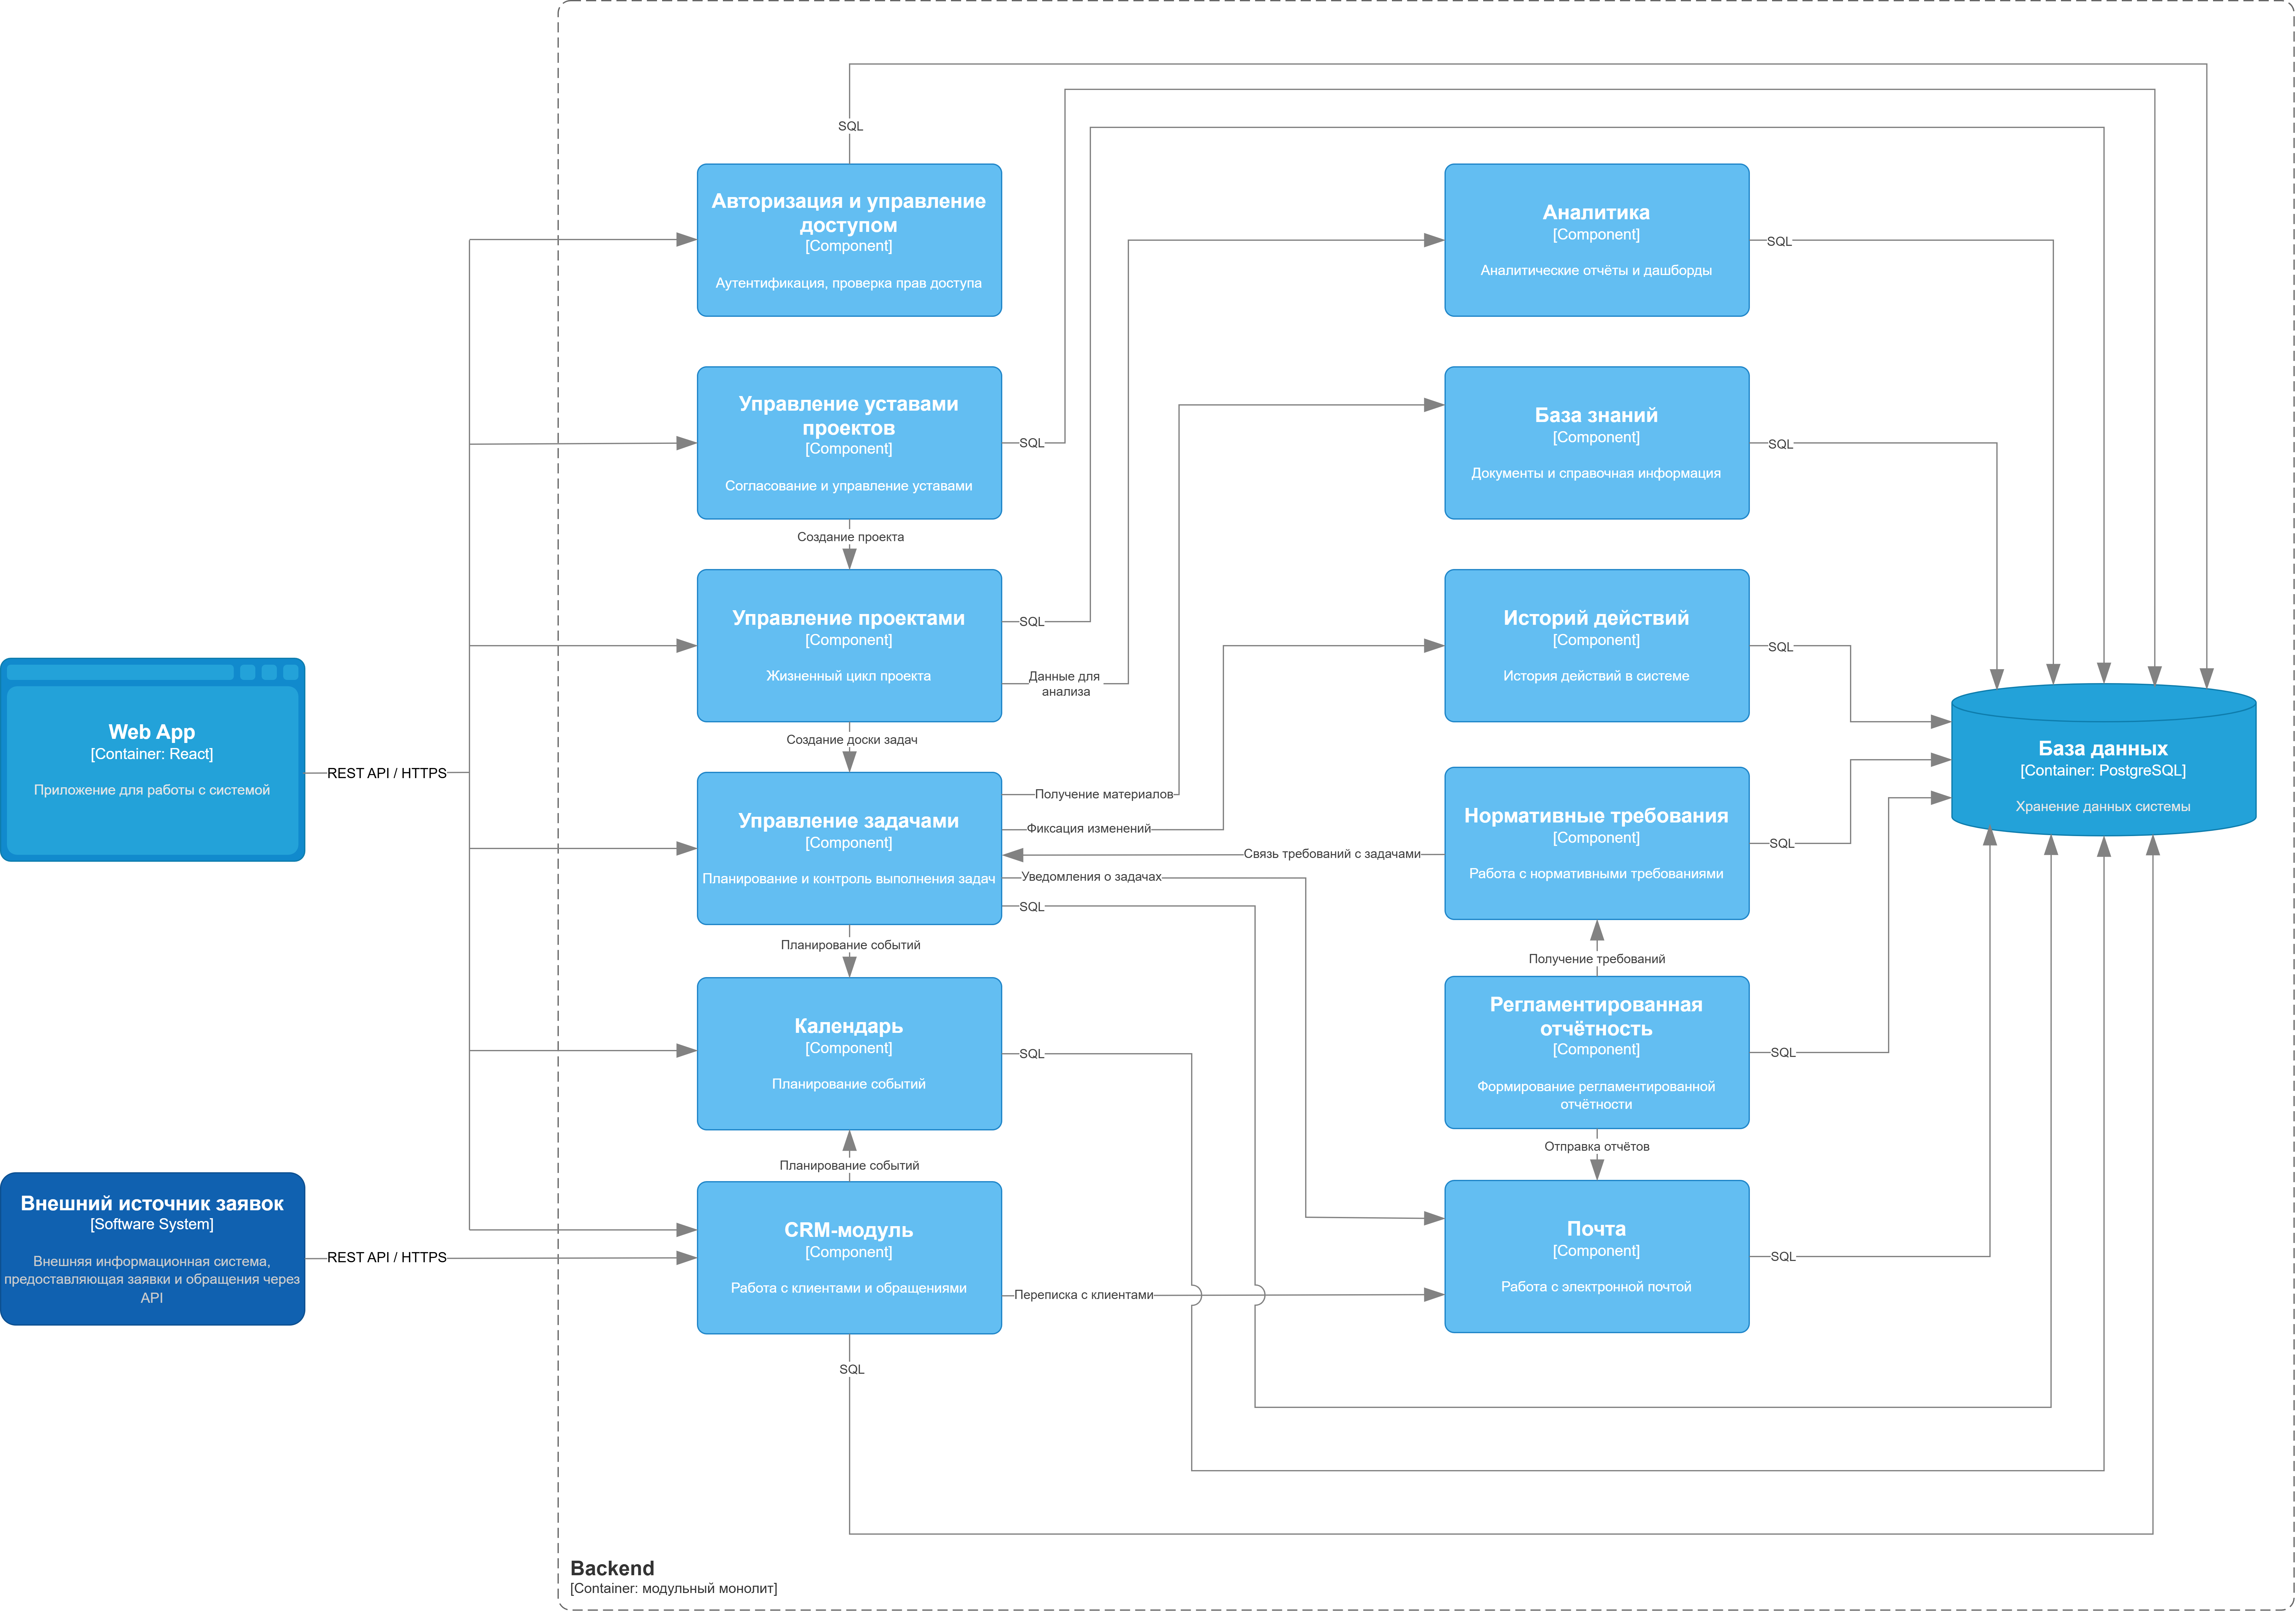 SQL
Авторизация и управление
доступом
[Component]
Аутентификация, проверка прав доступа
Аналитика
[Component]
Аналитические отчёты и дашборды
SQL
Управление уставами
проектов
[Component]
Согласование и управление уставами
SQL
База знаний
[Component]
Документы и справочная информация
SQL
Создание проекта
Управление проектами
[Component]
Жизненный цикл проекта
SQL
Данные для
анализа
Историй действий
[Component]
История действий в системе
SQL
Web App
[Container: React]
Приложение для работы с системой
REST API / HTTPS
Создание доски задач
Управление задачами
[Component]
Планирование и контроль выполнения задач
Получение материалов
Фиксация изменений
Связь требований с задачами
Уведомления о задачах
SQL
Нормативные требования
[Component]
Работа с нормативными требованиями
SQL
База данных
[Container: PostgreSQL]
Хранение данных системы
Планирование событий
Получение требований
Календарь
[Component]
Планирование событий
SQL
Регламентированная
отчётность
[Component]
Формирование регламентированной
отчётности
SQL
Планирование событий
Отправка отчётов
Внешний источник заявок
[Software System]
Внешняя информационная система,
предоставляющая заявки и обращения через
API
REST API / HTTPS
CRM-модуль
[Component]
Работа с клиентами и обращениями
Переписка с клиентами
Почта
[Component]
Работа с электронной почтой
SQL
SQL
Backend
[Container: модульный монолит]